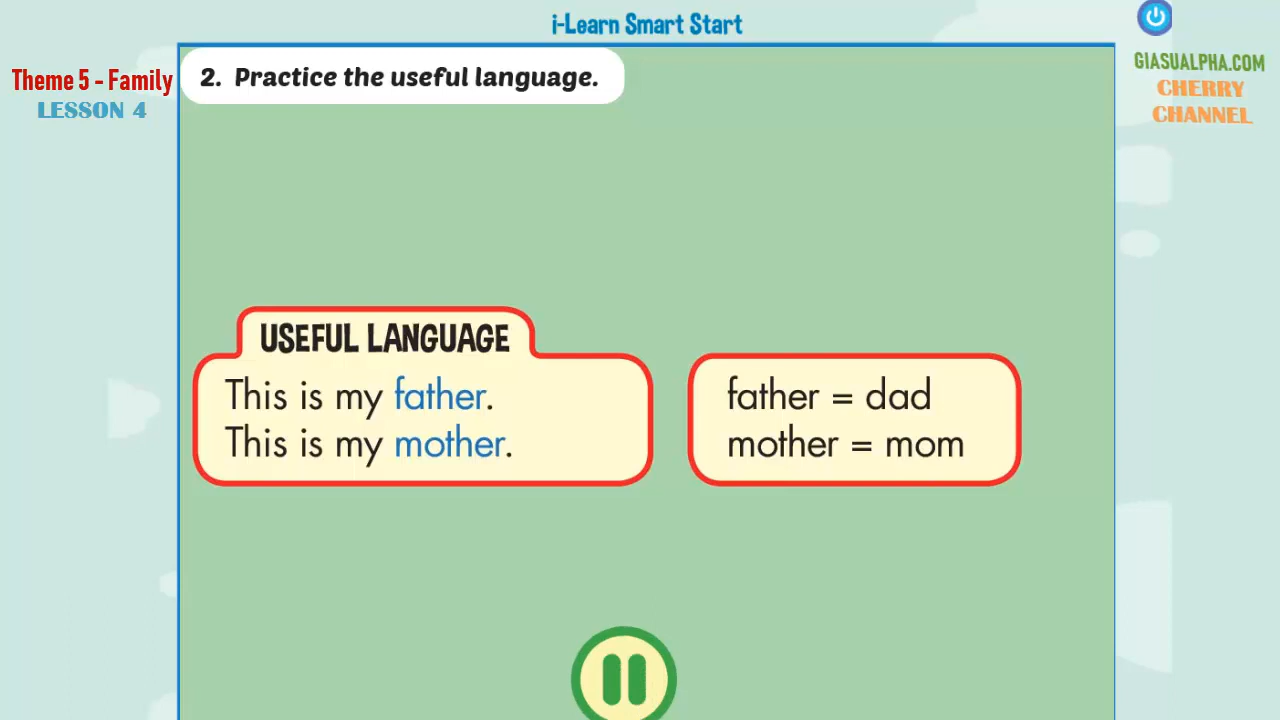 i-Learn Smart Start
Theme 5 - Family
LESSON 4
2. Practice the useful language.
GIASUALPHA.COM
CHERRY
CHANNEL
USEFUL LANGUAGE
This is my father.
This is my mother.
father = dad
mother = mom